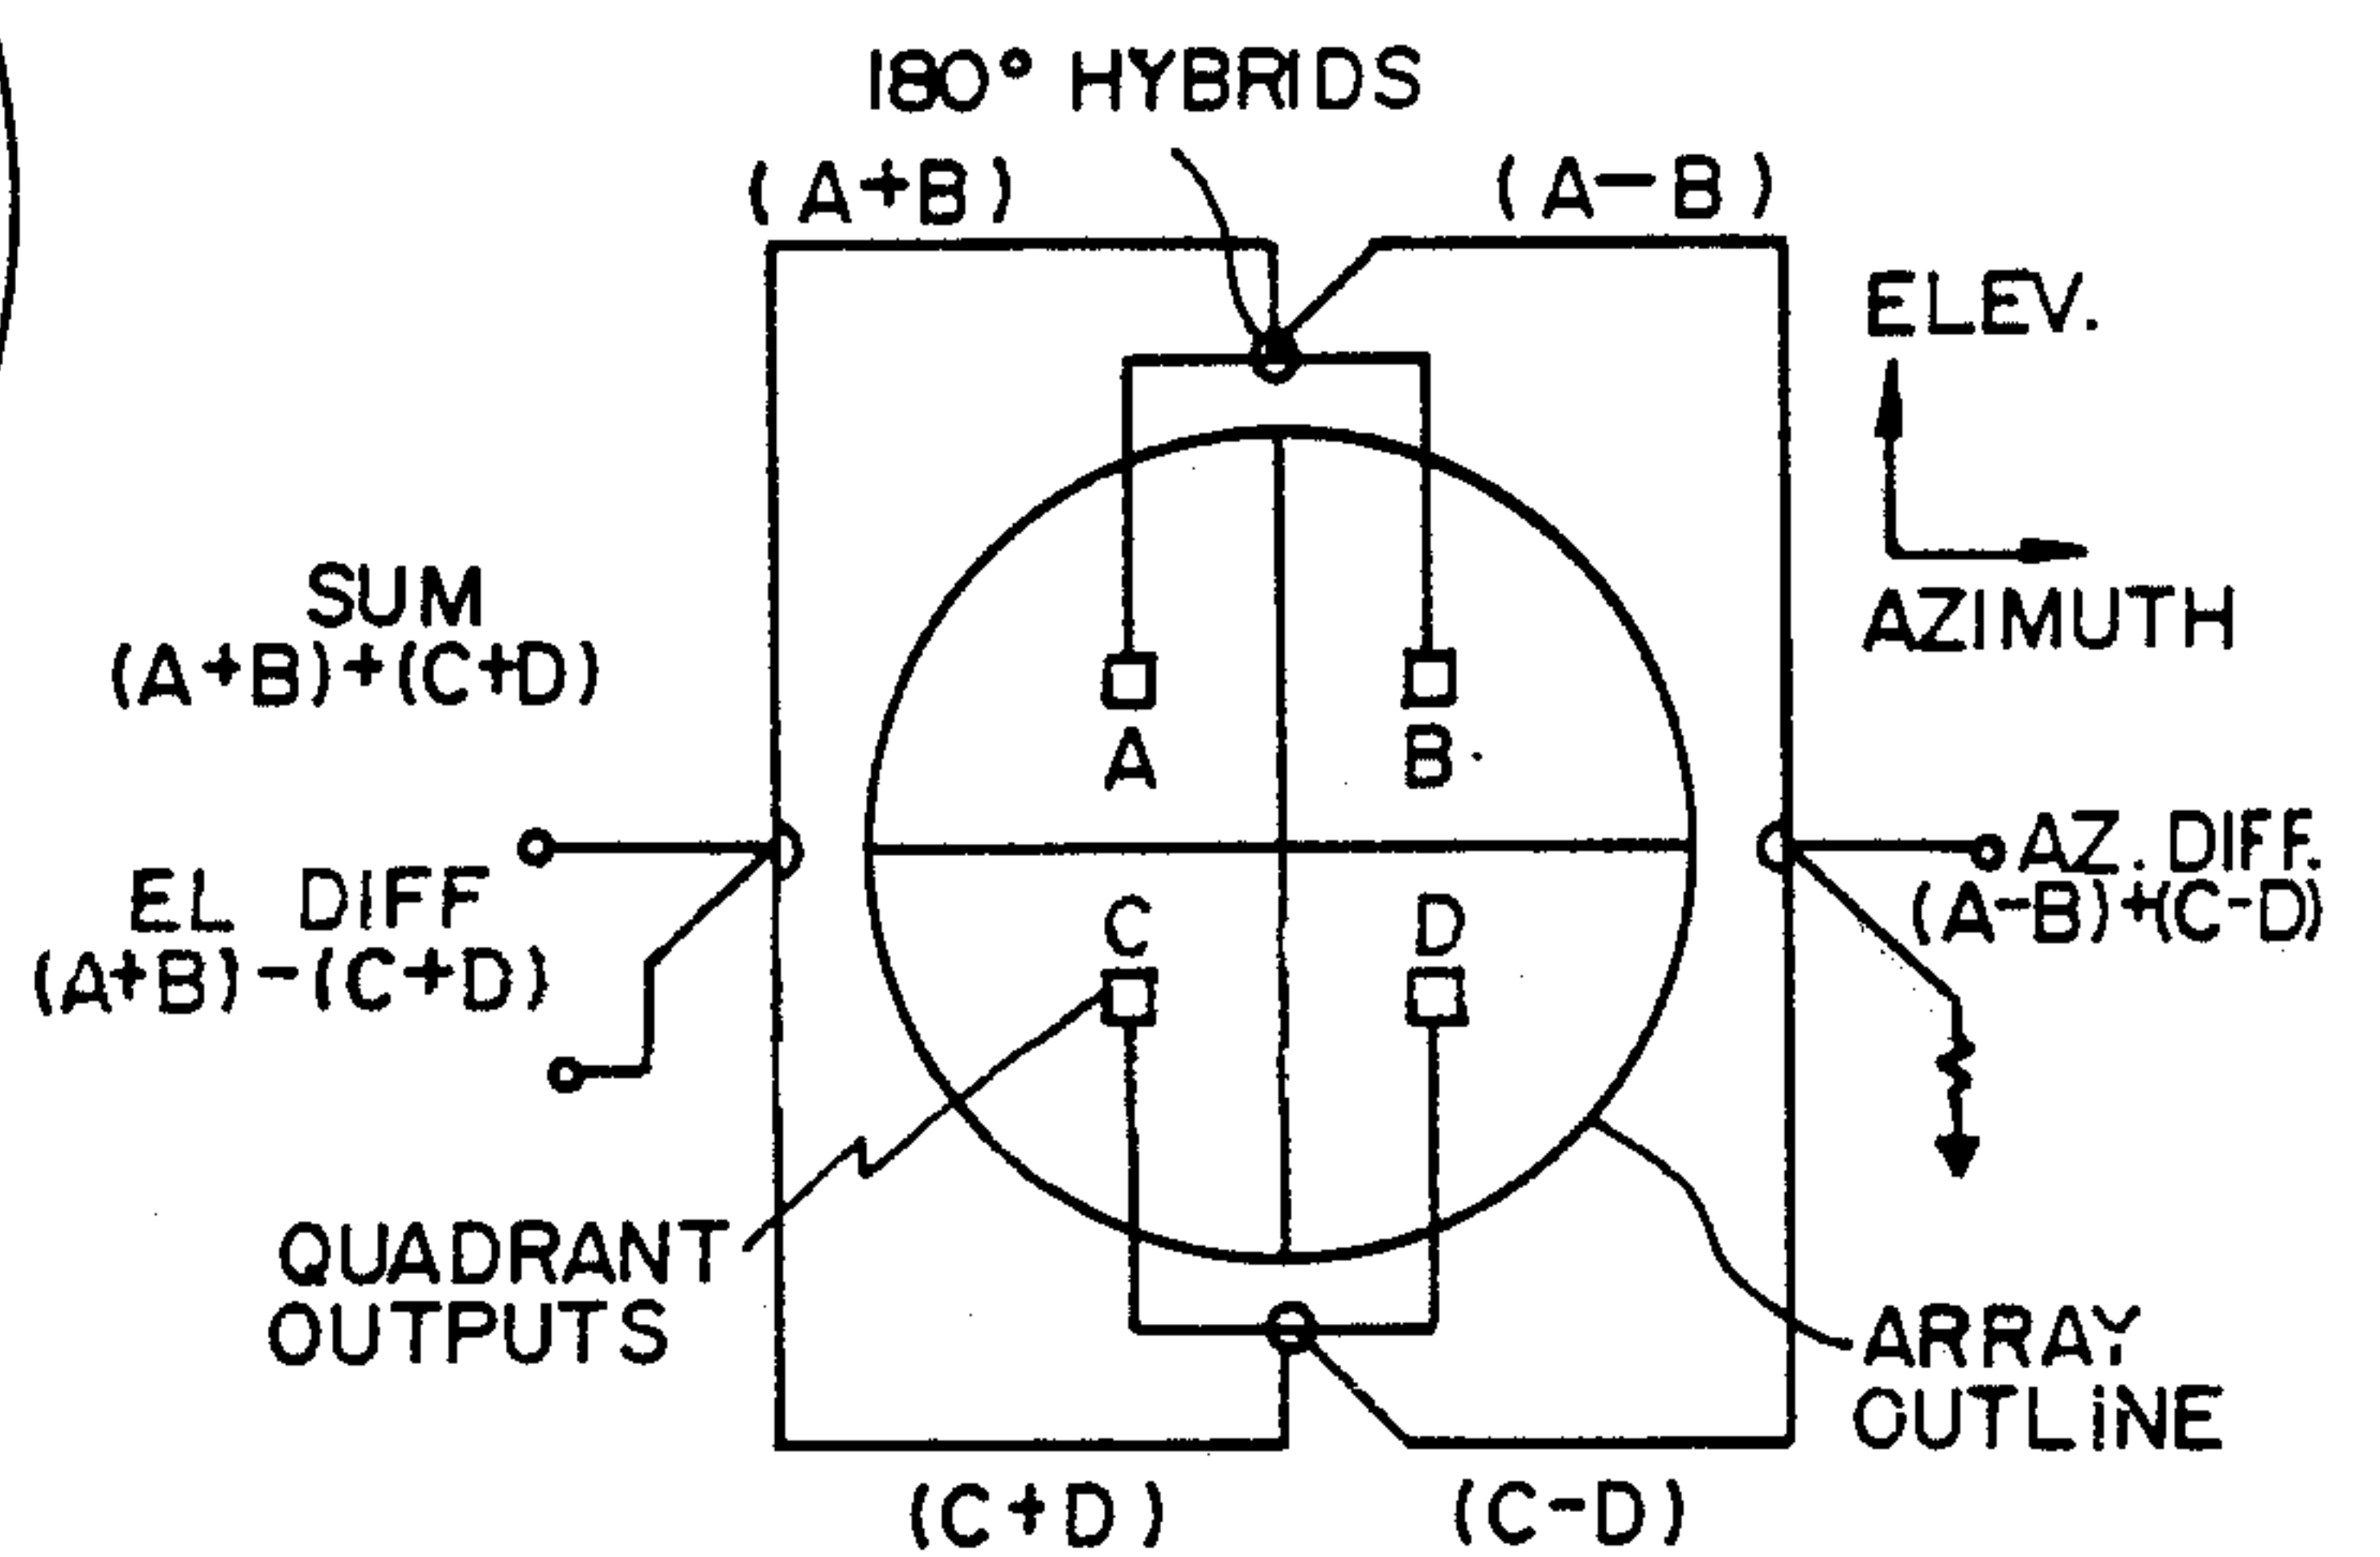 180° HYBRIDS
(A+B)
(A-B)
ELEV.
AZIMUTH
SUM
(A+B)+(C+D)
A
B
EL DIFF
(A+B)-(C+D)
C
D
AZ. DIFF.
(A-B)+(C-D)
QUADRANT
OUTPUTS
ARRAY
OUTLINE
(C+D)
(C-D)